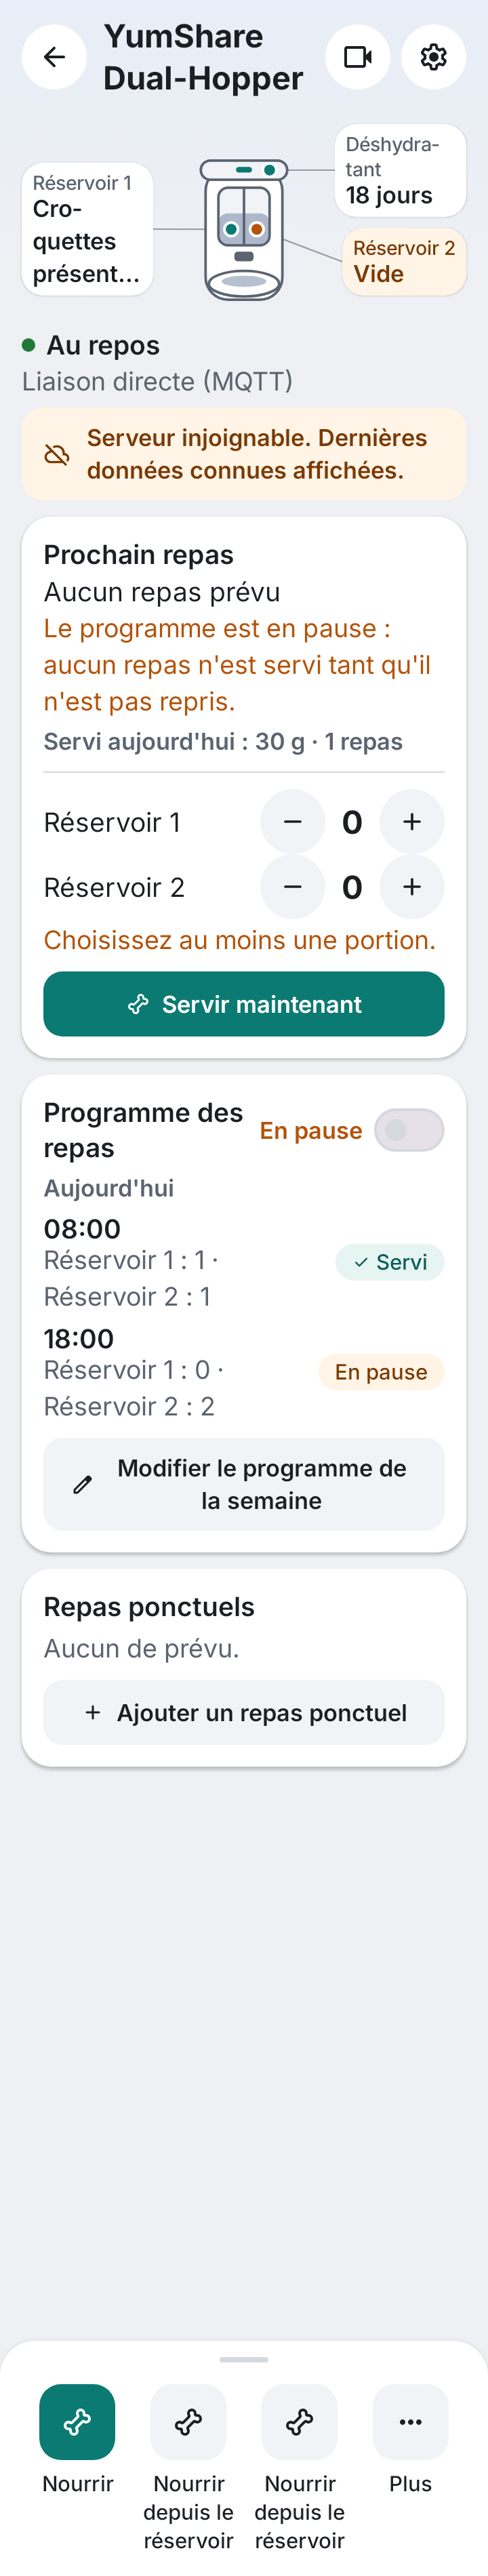 YumShare
Dual-Hopper
Réservoir 1
Cro-
quettes
présent…
Déshydra-
tant
18 jours
Réservoir 2
Vide
Au repos
Liaison directe (MQTT)
Serveur injoignable. Dernières
données connues affichées.
Prochain repas
Aucun repas prévu
Le programme est en pause :
aucun repas n'est servi tant qu'il
n'est pas repris.
Servi aujourd'hui : 30 g · 1 repas
Réservoir 1
0
Réservoir 2
0
Choisissez au moins une portion.
Servir maintenant
Programme des
repas
En pause
Aujourd'hui
08:00
Réservoir 1 : 1 ·
Réservoir 2 : 1
Servi
18:00
Réservoir 1 : 0 ·
Réservoir 2 : 2
En pause
Modifier le programme de
la semaine
Repas ponctuels
Aucun de prévu.
Ajouter un repas ponctuel
Nourrir
Nourrir
depuis le
réservoir
Nourrir
depuis le
réservoir
Plus